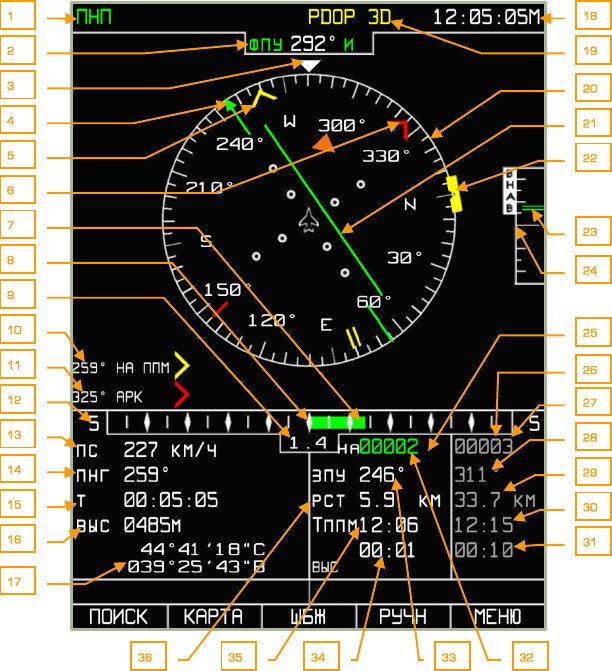 1 ПНП PDOP 3D 12:05:05М 18
2 ФПУ 292° И 19
3
4 20
W 300°
240° 330° 21
5
6 22
210° N
7 ВНАВ
S 23
8 30° 24
9 150° 60°
120° E
10 25
11 259° НА ППМ 26
325° АРК 27
12 S S
13 1.4 28
ПС 227 КМ/Ч НА 00002 00003
14 ПНГ 259° ЗПУ 246° 311° 29
15 Т 00:05:05 РСТ 5.9 КМ 33.7 КМ 30
16 ВЫС 0485М Тппм 12:06 12:15
44°41'18"С 00:01 00:10 31
17 039°25'43"В ВЫС
ПОИСК КАРТА ШБЖ РУЧН МЕНЮ
36 35 34 33 32